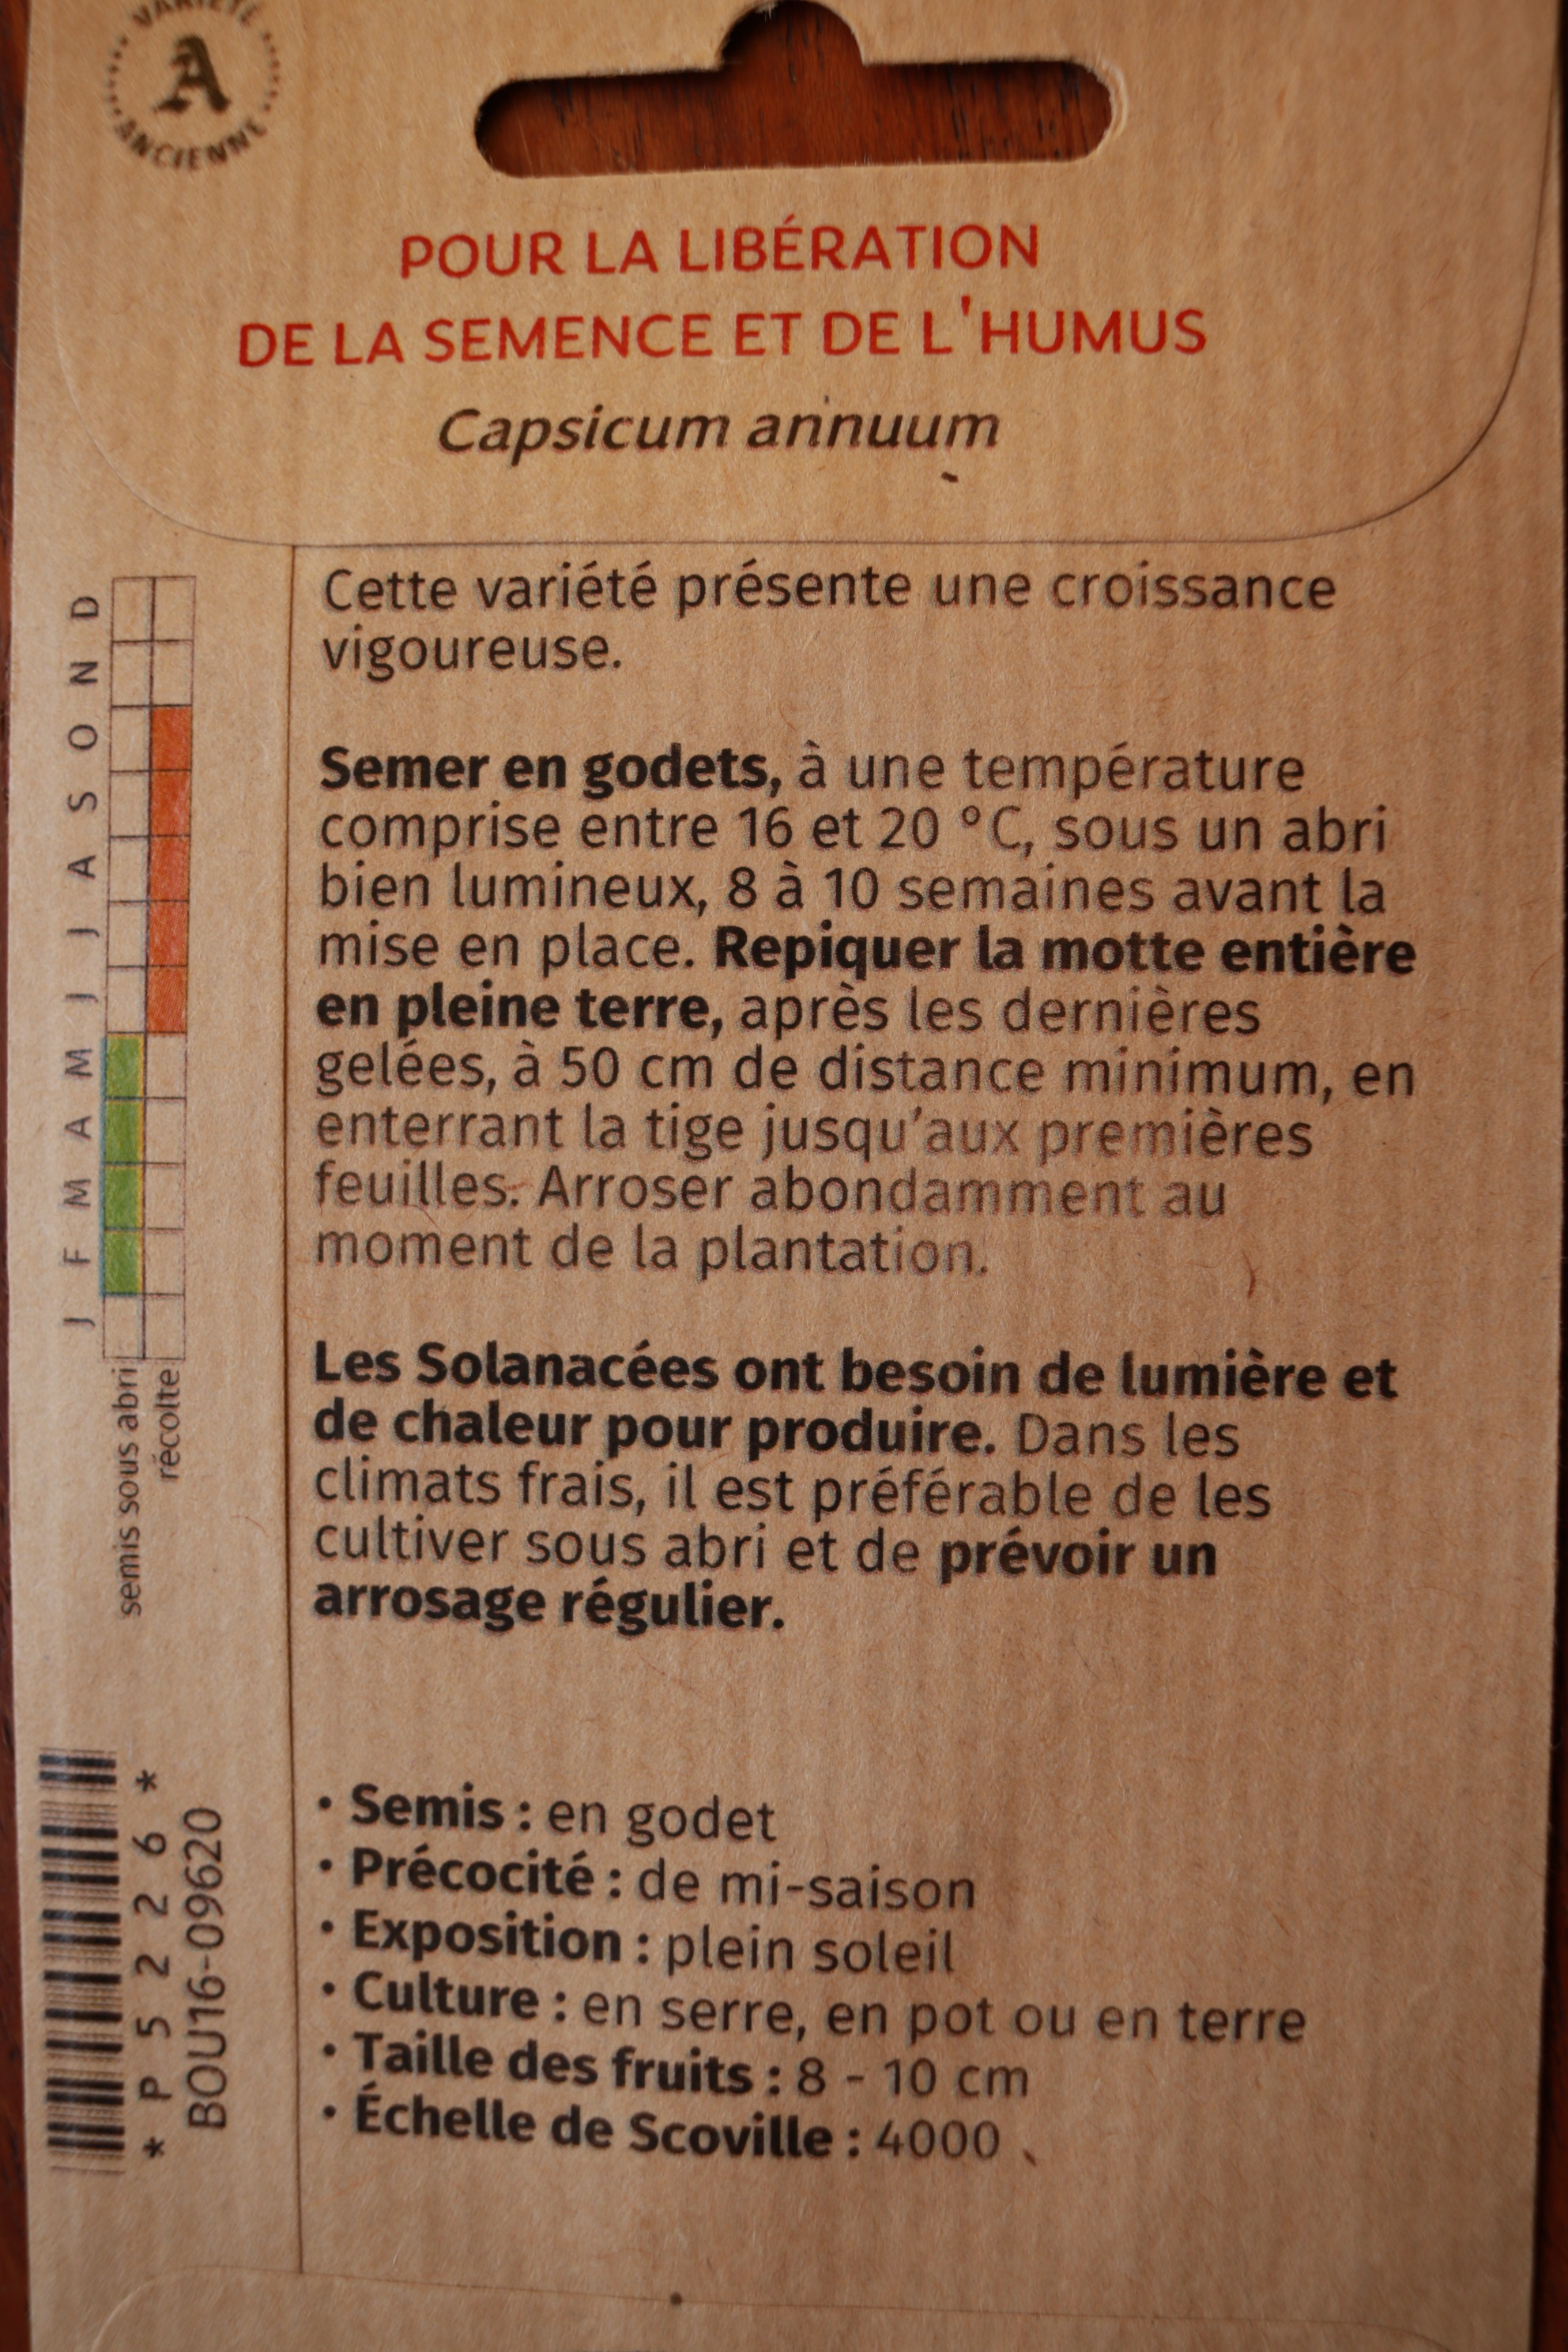 VARIÉTÉ
A
ANCIENNE
POUR LA LIBÉRATION
DE LA SEMENCE ET DE L'HUMUS
Capsicum annuum
J F M A M J J A S O N D
semis sous abri
récolte
Cette variété présente une croissance
vigoureuse.
Semer en godets, à une température
comprise entre 16 et 20 °C, sous un abri
bien lumineux, 8 à 10 semaines avant la
mise en place. Repiquer la motte entière
en pleine terre, après les dernières
gelées, à 50 cm de distance minimum, en
enterrant la tige jusqu’aux premières
feuilles. Arroser abondamment au
moment de la plantation.
Les Solanacées ont besoin de lumière et
de chaleur pour produire. Dans les
climats frais, il est préférable de les
cultiver sous abri et de prévoir un
arrosage régulier.
* P 5 2 2 6 *
BOU16-09620
• Semis : en godet
• Précocité : de mi-saison
• Exposition : plein soleil
• Culture : en serre, en pot ou en terre
• Taille des fruits : 8 - 10 cm
• Échelle de Scoville : 4000